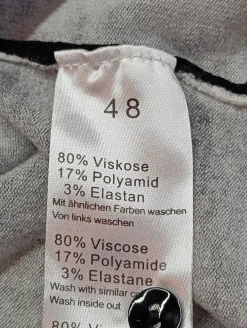 48
80% Viskose
17% Polyamid
3% Elastan
Mit ähnlichen Farben waschen
Von links waschen
80% Viscose
17% Polyamide
3% Elastane
Wash with similar
Wash inside out
80%